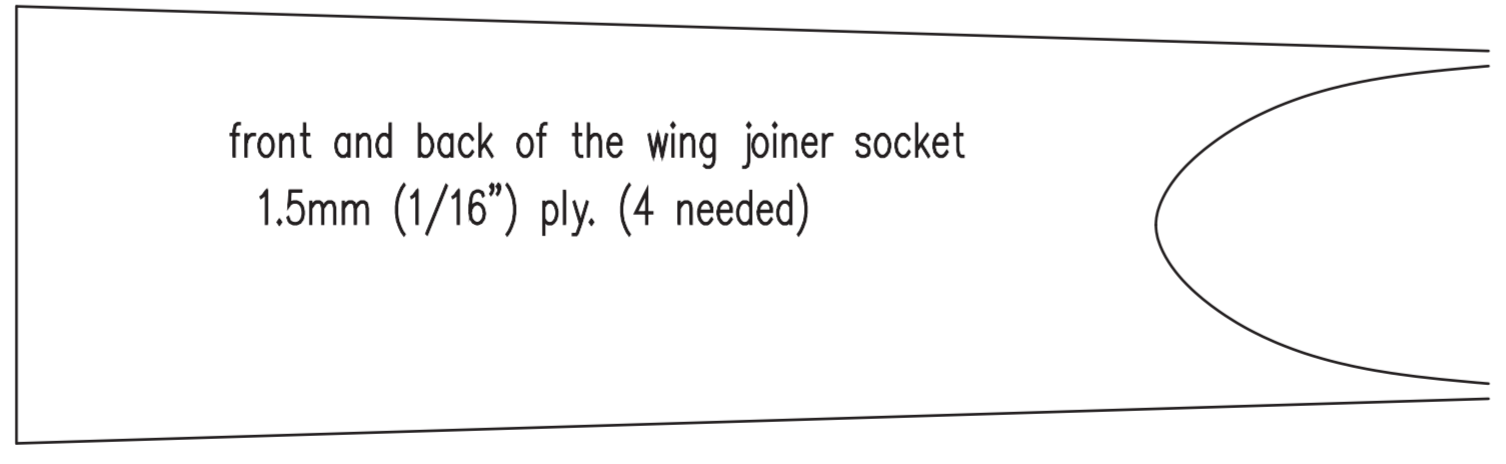 front and back of the wing joiner socket
1.5mm (1/16”) ply. (4 needed)